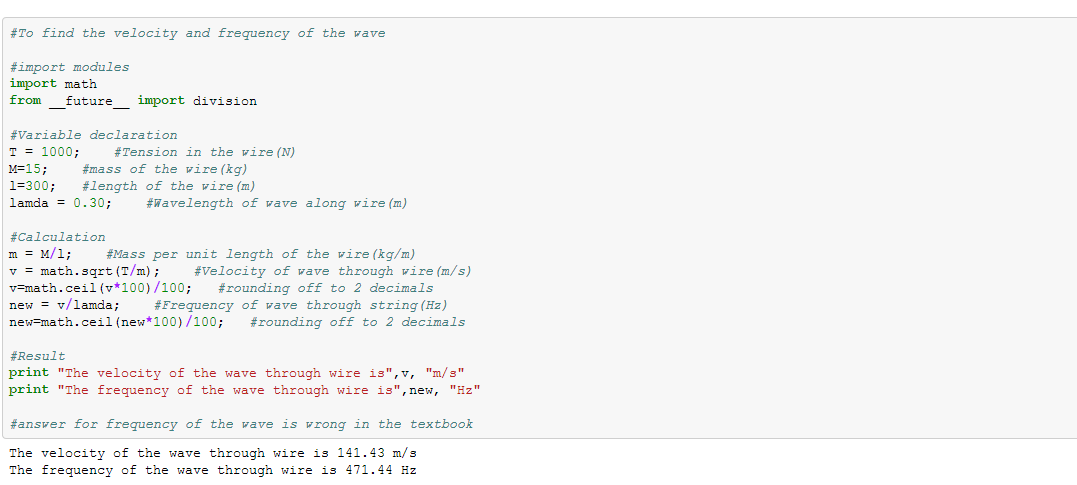 #To find the velocity and frequency of the wave
#import modules
import math
from __future__ import division
#Variable declaration
T = 1000; #Tension in the wire(N)
M=15; #mass of the wire(kg)
l=300; #length of the wire(m)
lamda = 0.30; #Wavelength of wave along wire(m)
#Calculation
m = M/l; #Mass per unit length of the wire(kg/m)
v = math.sqrt(T/m); #Velocity of wave through wire(m/s)
v=math.ceil(v*100)/100; #rounding off to 2 decimals
new = v/lamda; #Frequency of wave through string(Hz)
new=math.ceil(new*100)/100; #rounding off to 2 decimals
#Result
print "The velocity of the wave through wire is",v, "m/s"
print "The frequency of the wave through wire is",new, "Hz"
#answer for frequency of the wave is wrong in the textbook
The velocity of the wave through wire is 141.43 m/s
The frequency of the wave through wire is 471.44 Hz